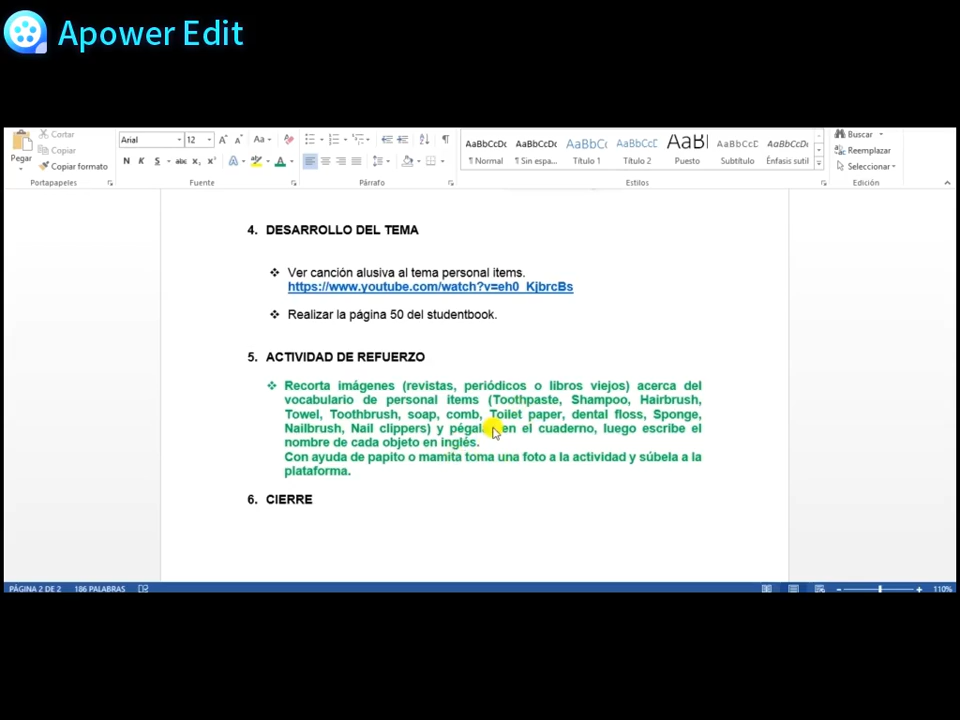 Apower Edit
Pegar
Cortar
Copiar
Copiar formato
Portapapeles
Arial 12 Aa
N K S abc x₂ x² A A
Fuente
Párrafo
AaBbCcDc AaBbCcDc AaBbCc AaBbCcC AaBl AaBbCcC AaBbCcDc
¶ Normal ¶ Sin espa... Título 1 Título 2 Puesto Subtítulo Énfasis sutil
Estilos
Buscar
Reemplazar
Seleccionar
Edición
4. DESARROLLO DEL TEMA
❖ Ver canción alusiva al tema personal items.
https://www.youtube.com/watch?v=eh0_KjbrcBs
❖ Realizar la página 50 del studentbook.
5. ACTIVIDAD DE REFUERZO
❖ Recorta imágenes (revistas, periódicos o libros viejos) acerca del
vocabulario de personal items (Toothpaste, Shampoo, Hairbrush,
Towel, Toothbrush, soap, comb, Toilet paper, dental floss, Sponge,
Nailbrush, Nail clippers) y en el cuaderno, luego escribe el
nombre de cada objeto en inglés.
Con ayuda de papito o mamita toma una foto a la actividad y súbela a la
plataforma.
6. CIERRE
PÁGINA 2 DE 2 186 PALABRAS
110%